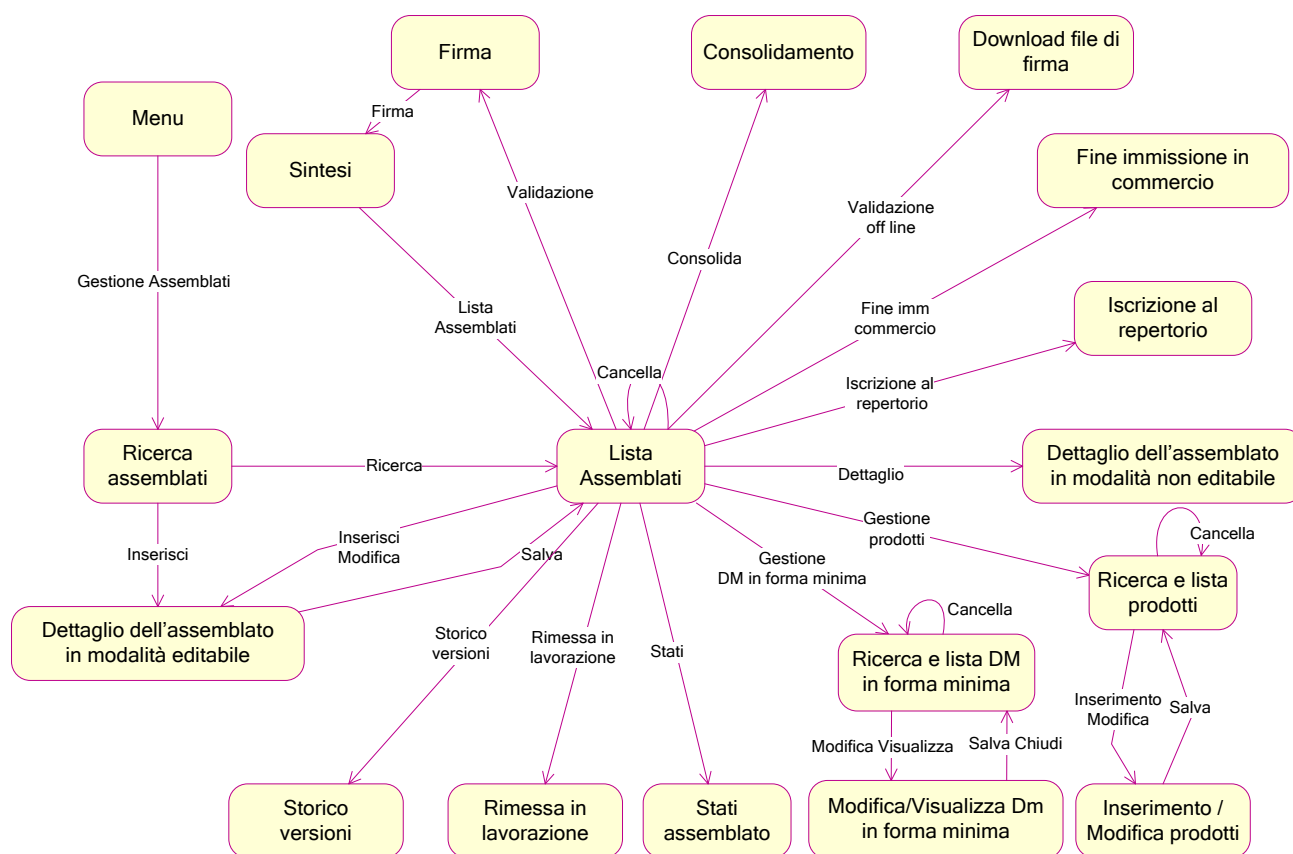 Firma
Consolidamento
Download file di
firma
Menu
Firma
Sintesi
Fine immissione in
commercio
Validazione
Validazione
off line
Consolida
Gestione Assemblati
Lista
Assemblati
Fine imm
commercio
Iscrizione al
repertorio
Cancella
Iscrizione al
repertorio
Ricerca
assemblati
Ricerca
Lista
Assemblati
Dettaglio
Dettaglio dell'assemblato
in modalità non editabile
Inserisci
Inserisci
Modifica
Salva
Gestione
prodotti
Cancella
Gestione
DM in forma minima
Ricerca e lista
prodotti
Cancella
Dettaglio dell'assemblato
in modalità editabile
Storico
versioni
Rimessa in
lavorazione
Stati
Ricerca e lista DM
in forma minima
Inserimento
Modifica
Salva
Modifica Visualizza
Salva Chiudi
Storico
versioni
Rimessa in
lavorazione
Stati
assemblato
Modifica/Visualizza Dm
in forma minima
Inserimento /
Modifica prodotti